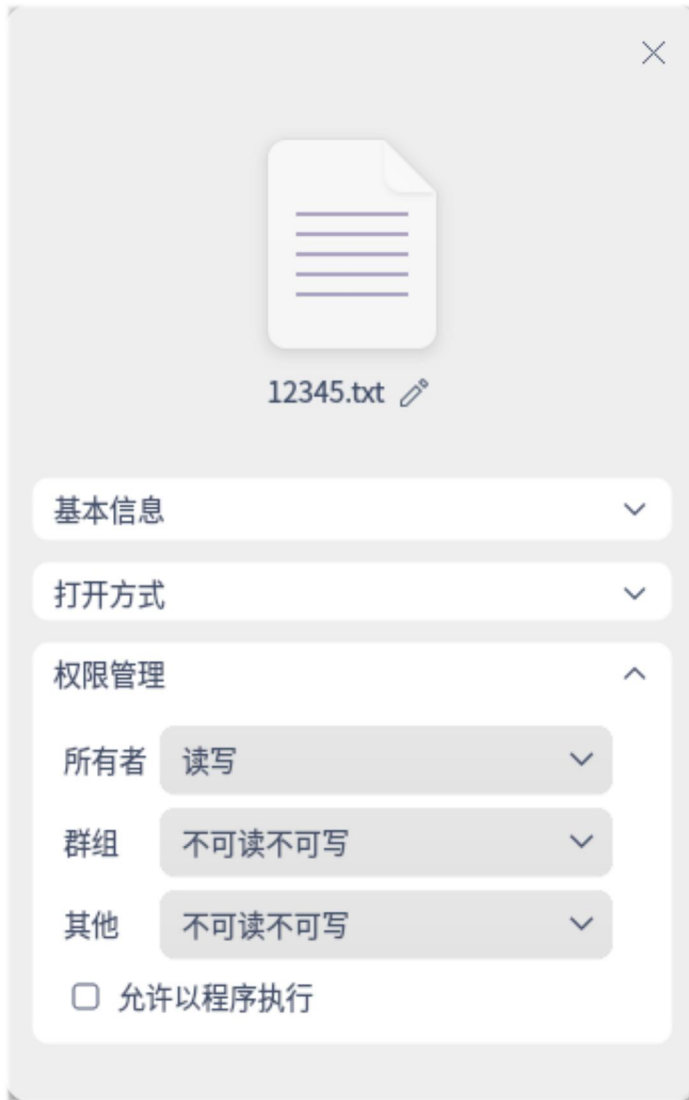 12345.txt
基本信息
打开方式
权限管理
所有者 读写
群组 不可读不可写
其他 不可读不可写
允许以程序执行